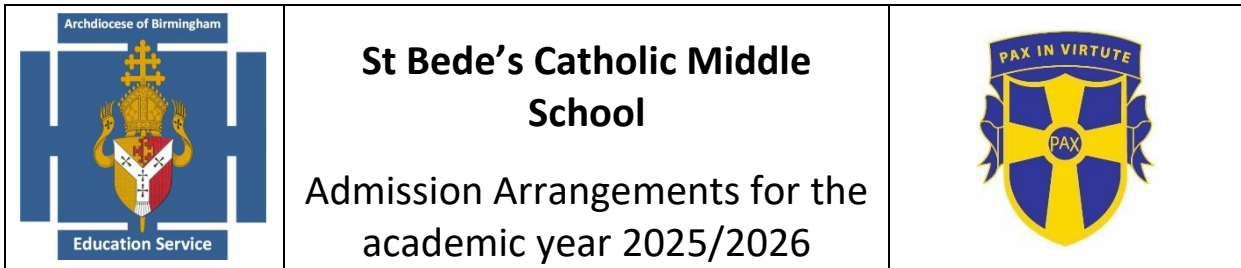 Archdiocese of Birmingham
Education Service
St Bede’s Catholic Middle
School
Admission Arrangements for the
academic year 2025/2026
PAX IN VIRTUTE
PAX